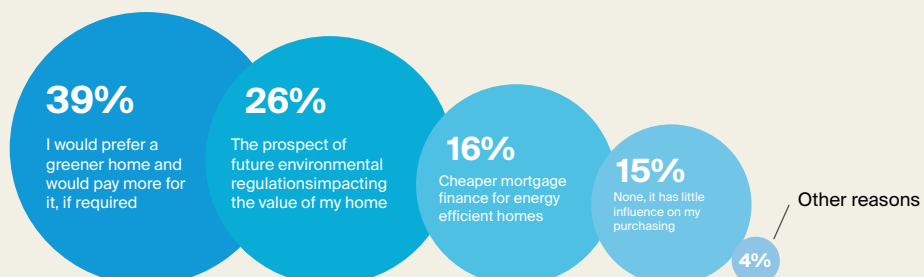 39%
I would prefer a
greener home and
would pay more for
it, if required
26%
The prospect of
future environmental
regulationsimpacting
the value of my home
16%
Cheaper mortgage
finance for energy
efficient homes
15%
None, it has little
influence on my
purchasing
4%
Other reasons